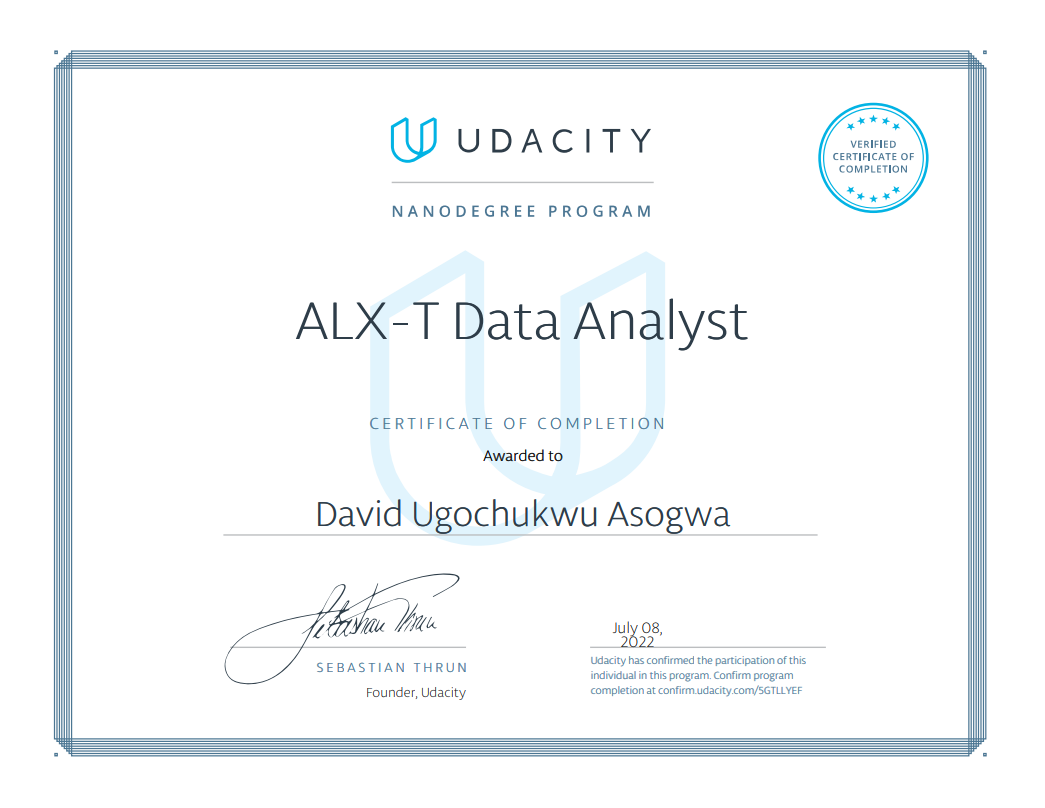 UDACITY
VERIFIED
CERTIFICATE OF
COMPLETION
NANODEGREE PROGRAM
ALX-T Data Analyst
CERTIFICATE OF COMPLETION
Awarded to
David Ugochukwu Asogwa
Sebastian Thrun
July 08,
2022
SEBASTIAN THRUN
Founder, Udacity
Udacity has confirmed the participation of this
individual in this program. Confirm program
completion at confirm.udacity.com/5GTLLYEF